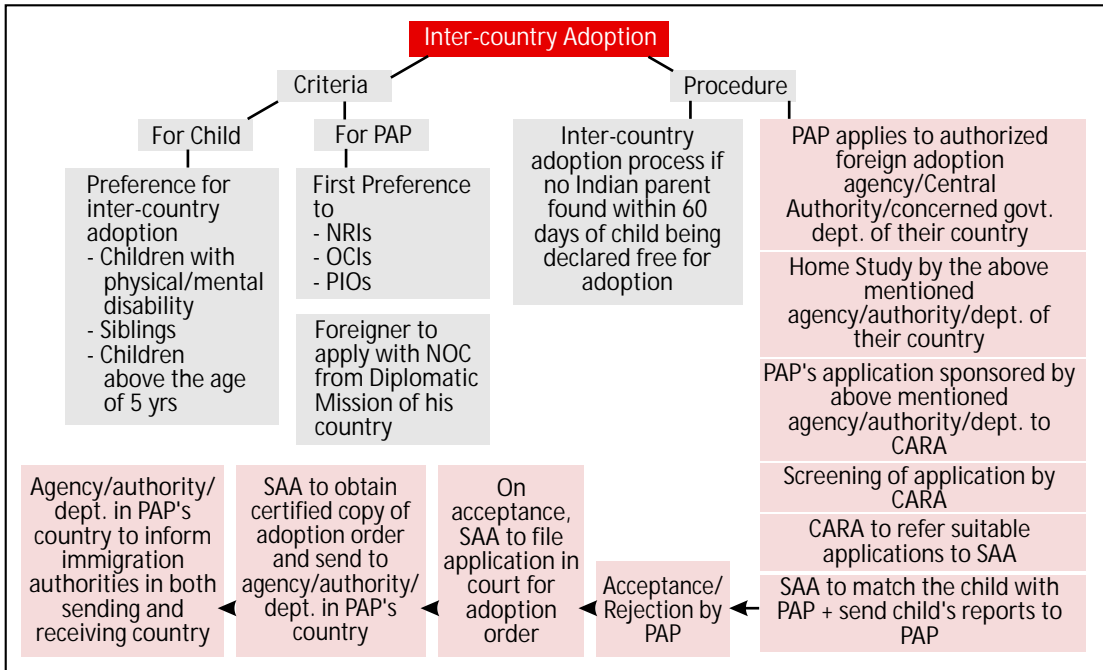 Inter-country Adoption
Criteria
Procedure
For Child
For PAP
Preference for
inter-country
adoption
- Children with
physical/mental
disability
- Siblings
- Children
above the age
of 5 yrs
First Preference
to
- NRIs
- OCIs
- PIOs
Foreigner to
apply with NOC
from Diplomatic
Mission of his
country
Inter-country
adoption process if
no Indian parent
found within 60
days of child being
declared free for
adoption
PAP applies to authorized
foreign adoption
agency/Central
Authority/concerned govt.
dept. of their country
Home Study by the above
mentioned
agency/authority/dept. of
their country
PAP's application sponsored by
above mentioned
agency/authority/dept. to
CARA
Screening of application by
CARA
CARA to refer suitable
applications to SAA
SAA to match the child with
PAP + send child's reports to
PAP
Acceptance/
Rejection by
PAP
On
acceptance,
SAA to file
application in
court for
adoption
order
SAA to obtain
certified copy of
adoption order
and send to
agency/authority/
dept. in PAP's
country
Agency/authority/
dept. in PAP's
country to inform
immigration
authorities in both
sending and
receiving country